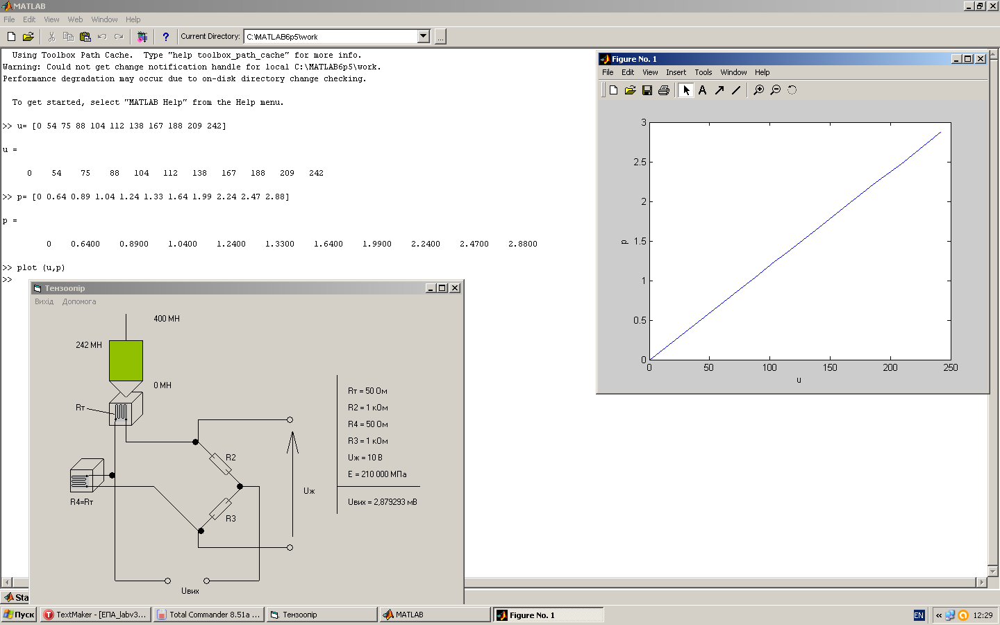 MATLAB
File Edit View Web Window Help
? Current Directory: C:\MATLAB6p5\work ...
Using Toolbox Path Cache.  Type "help toolbox_path_cache" for more info.
Warning: Could not get change notification handle for local C:\MATLAB6p5\work.
Performance degradation may occur due to on-disk directory change checking.
To get started, select "MATLAB Help" from the Help menu.
>> u= [0 54 75 88 104 112 138 167 188 209 242]
u =
0 54 75 88 104 112 138 167 188 209 242
>> p= [0 0.64 0.89 1.04 1.24 1.33 1.64 1.99 2.24 2.47 2.88]
p =
0 0.6400 0.8900 1.0400 1.2400 1.3300 1.6400 1.9900 2.2400 2.4700 2.8800
>> plot (u,p)
>>
Figure No. 1
File Edit View Insert Tools Window Help
A
3
2.5
2
1.5
1
0.5
0
p
0 50 100 150 200 250
u
Тензоопір
Вихід Допомога
400 МН
242 МН
0 МН
Rт
R4=Rт
R2
R3
Uж
Uвих
Rт = 50 Ом
R2 = 1 кОм
R4 = 50 Ом
R3 = 1 кОм
Uж = 10 В
E = 210 000 МПа
Uвих = 2,879293 мВ
Sta
Пуск TextMaker - [ЕПА_labv3... Total Commander 8.51a ... Тензоопір MATLAB Figure No. 1 EN « 12:29